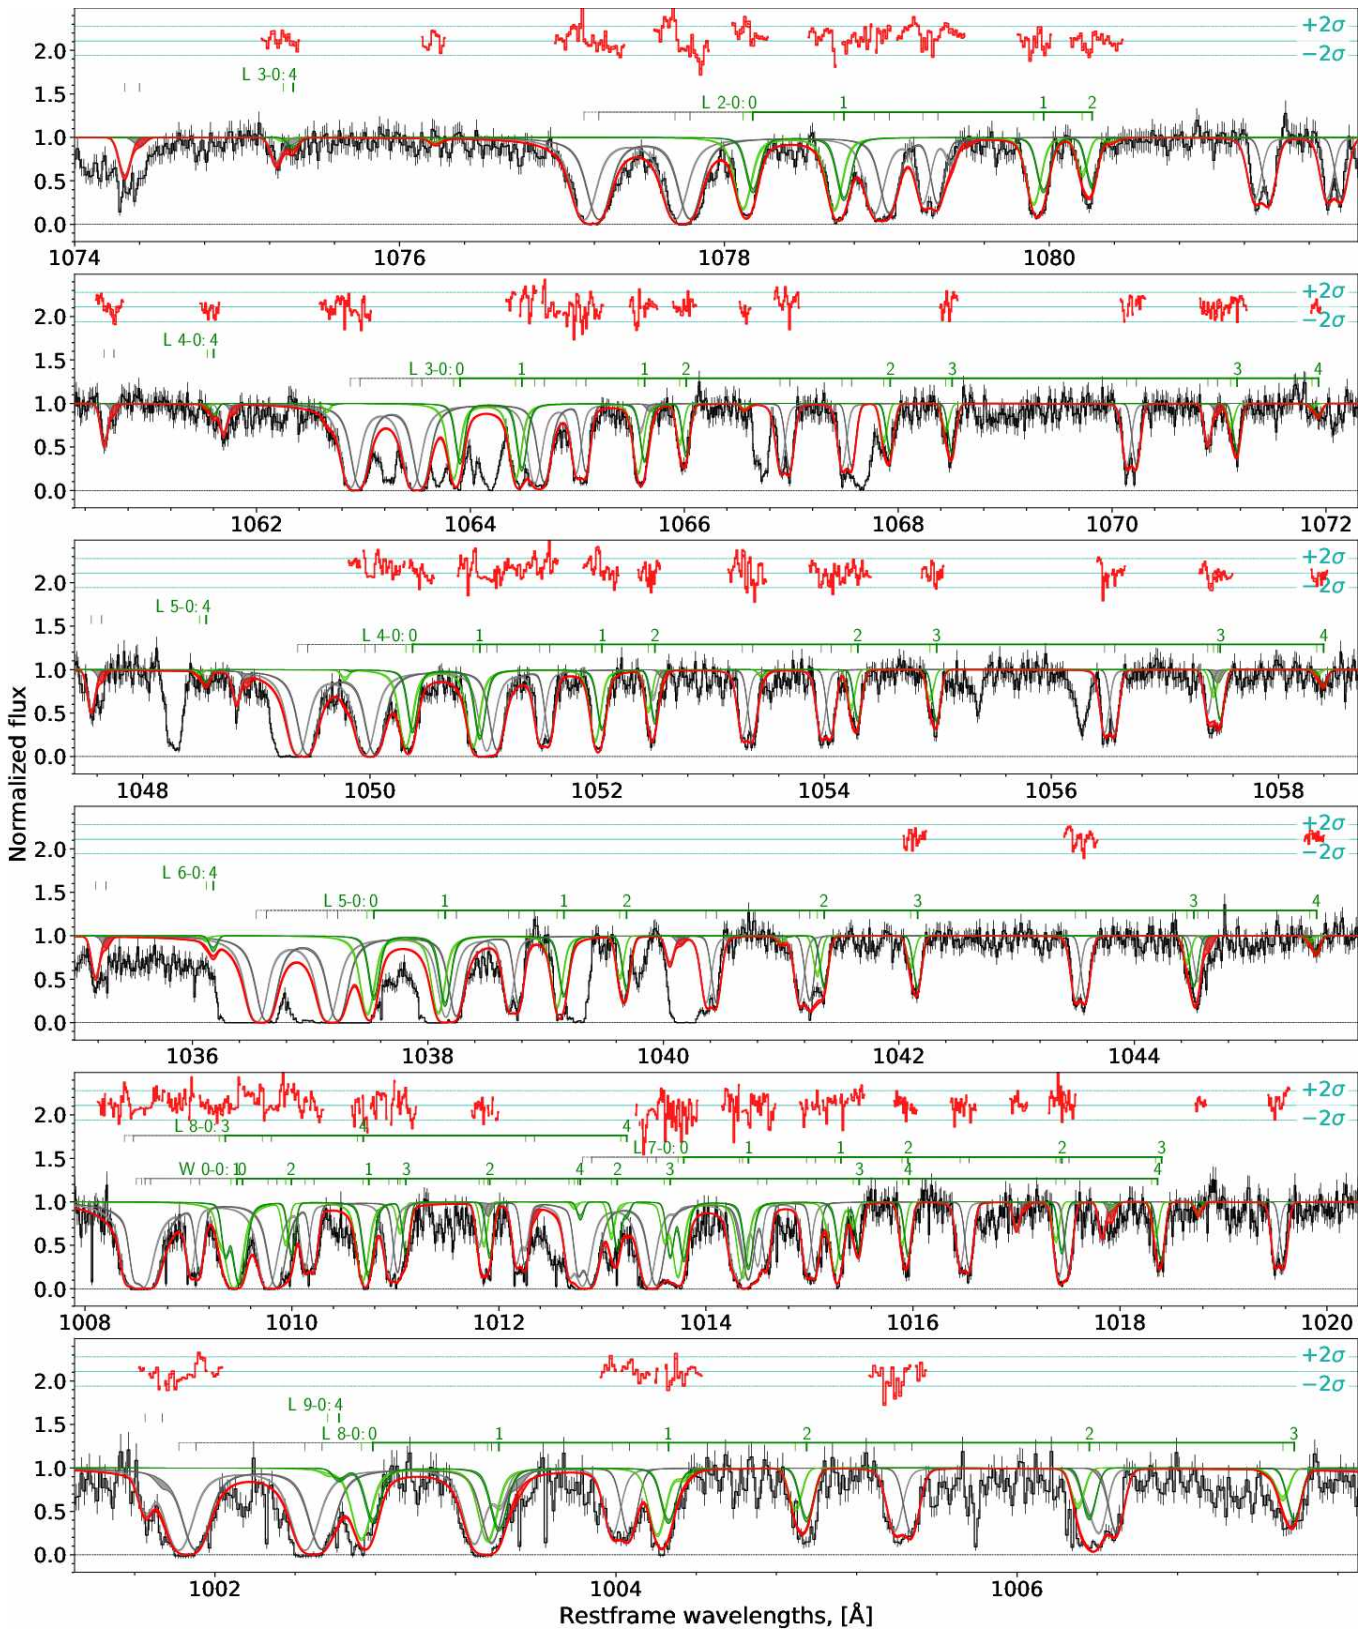 +2σ
2.0
−2σ
L 3-0: 4
1.5
L 2-0: 0 1 1 2
1.0
0.5
0.0
1074 1076 1078 1080
+2σ
2.0
−2σ
L 4-0: 4
1.5
L 3-0: 0 1 1 2 2 3 3 4
1.0
0.5
0.0
1062 1064 1066 1068 1070 1072
+2σ
2.0
−2σ
L 5-0: 4
1.5
L 4-0: 0 1 1 2 2 3 3 4
1.0
0.5
0.0
1048 1050 1052 1054 1056 1058
Normalized flux
+2σ
2.0
−2σ
L 6-0: 4
1.5
L 5-0: 0 1 1 2 2 3 3 4
1.0
0.5
0.0
1036 1038 1040 1042 1044
+2σ
2.0
−2σ
L 8-0: 3 4 4
1.5
L 7-0: 0 1 1 2 2 3
W 0-0: 1 0 2 1 3 2 4 2 3 3 4 4
1.0
0.5
0.0
1008 1010 1012 1014 1016 1018 1020
+2σ
2.0
−2σ
L 9-0: 4
1.5
L 8-0: 0 1 1 2 2 3
1.0
0.5
0.0
1002 1004 1006
Restframe wavelengths, [Å]